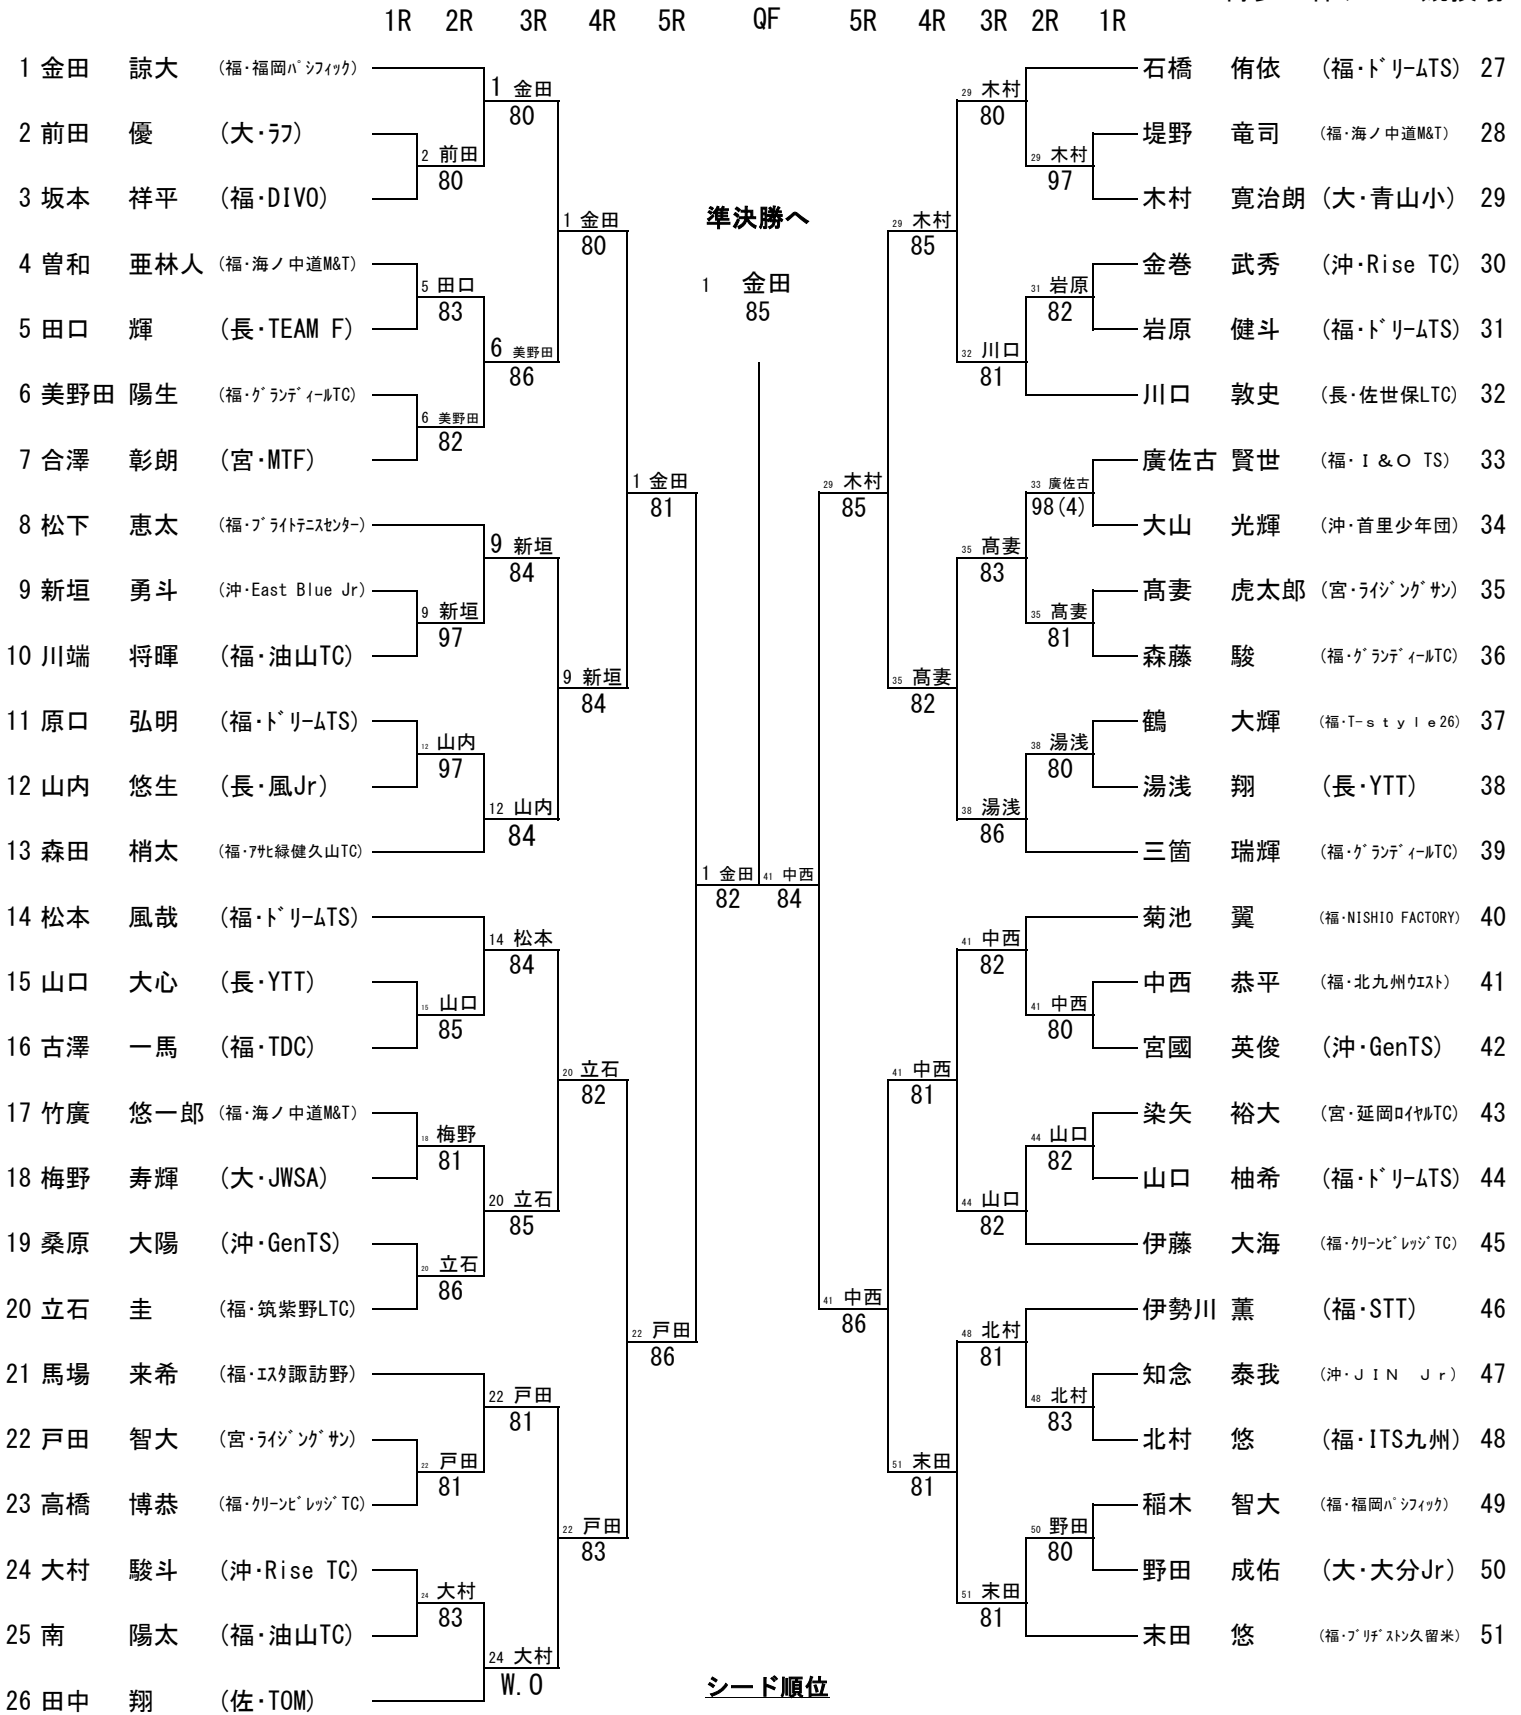 1R 2R 3R 4R 5R QF 5R 4R 3R 2R 1R
1 金田 諒大 (福・福岡ﾊﾟｼﾌｨｯｸ)
2 前田 優 (大・ﾗﾌ)
3 坂本 祥平 (福・DIVO)
4 曽和 亜林人 (福・海ノ中道M&T)
5 田口 輝 (長・TEAM F)
6 美野田 陽生 (福・ｸﾞﾗﾝﾃﾞｨｰﾙTC)
7 合澤 彰朗 (宮・MTF)
8 松下 恵太 (福・ﾌﾞﾗｲﾄﾃﾆｽｾﾝﾀｰ)
9 新垣 勇斗 (沖・East Blue Jr)
10 川端 将暉 (福・油山TC)
11 原口 弘明 (福・ﾄﾞﾘｰﾑTS)
12 山内 悠生 (長・風Jr)
13 森田 梢太 (福・ｱｻﾋ緑健久山TC)
14 松本 風哉 (福・ﾄﾞﾘｰﾑTS)
15 山口 大心 (長・YTT)
16 古澤 一馬 (福・TDC)
17 竹廣 悠一郎 (福・海ノ中道M&T)
18 梅野 寿輝 (大・JWSA)
19 桑原 大陽 (沖・GenTS)
20 立石 圭 (福・筑紫野LTC)
21 馬場 来希 (福・ｴｽﾀ諏訪野)
22 戸田 智大 (宮・ﾗｲｼﾞﾝｸﾞｻﾝ)
23 高橋 博恭 (福・ｸﾘｰﾝﾋﾞﾚｯｼﾞTC)
24 大村 駿斗 (沖・Rise TC)
25 南 陽太 (福・油山TC)
26 田中 翔 (佐・TOM)
2 前田
80
5 田口
83
6 美野田
82
9 新垣
97
12 山内
97
15 山口
85
18 梅野
81
20 立石
86
22 戸田
81
24 大村
83
1 金田
80
6 美野田
86
9 新垣
84
12 山内
84
14 松本
84
20 立石
85
22 戸田
81
24 大村
W.O
1 金田
80
9 新垣
84
20 立石
82
22 戸田
83
1 金田
81
22 戸田
86
1 金田
82
準決勝へ
1 金田
85
シード順位
41 中西
84
29 木村
85
41 中西
86
29 木村
85
35 髙妻
82
41 中西
81
51 末田
81
29 木村
80
32 川口
81
35 髙妻
83
38 湯浅
86
41 中西
82
44 山口
82
48 北村
81
51 末田
81
29 木村
97
31 岩原
82
33 廣佐古
98(4)
35 髙妻
81
38 湯浅
80
41 中西
80
44 山口
82
48 北村
83
50 野田
80
石橋 侑依 (福・ﾄﾞﾘｰﾑTS) 27
堤野 竜司 (福・海ノ中道M&T) 28
木村 寛治朗 (大・青山小) 29
金巻 武秀 (沖・Rise TC) 30
岩原 健斗 (福・ﾄﾞﾘｰﾑTS) 31
川口 敦史 (長・佐世保LTC) 32
廣佐古 賢世 (福・Ｉ＆Ｏ TS) 33
大山 光輝 (沖・首里少年団) 34
髙妻 虎太郎 (宮・ﾗｲｼﾞﾝｸﾞｻﾝ) 35
森藤 駿 (福・ｸﾞﾗﾝﾃﾞｨｰﾙTC) 36
鶴 大輝 (福・T-ｓｔｙｌｅ26) 37
湯浅 翔 (長・YTT) 38
三箇 瑞輝 (福・ｸﾞﾗﾝﾃﾞｨｰﾙTC) 39
菊池 翼 (福・NISHIO FACTORY) 40
中西 恭平 (福・北九州ｳｴｽﾄ) 41
宮國 英俊 (沖・GenTS) 42
染矢 裕大 (宮・延岡ﾛｲﾔﾙTC) 43
山口 柚希 (福・ﾄﾞﾘｰﾑTS) 44
伊藤 大海 (福・ｸﾘｰﾝﾋﾞﾚｯｼﾞTC) 45
伊勢川 薫 (福・STT) 46
知念 泰我 (沖・ＪＩＮ Ｊｒ) 47
北村 悠 (福・ITS九州) 48
稲木 智大 (福・福岡ﾊﾟｼﾌｨｯｸ) 49
野田 成佑 (大・大分Jr) 50
末田 悠 (福・ﾌﾞﾘﾁﾞｽﾄﾝ久留米) 51